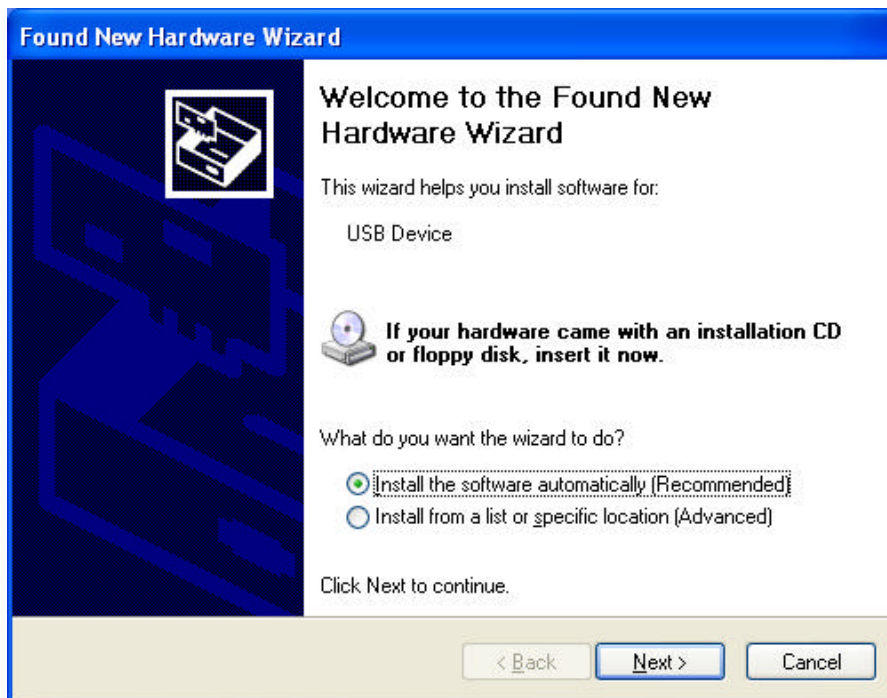 Found New Hardware Wizard
Welcome to the Found New
Hardware Wizard
This wizard helps you install software for:
USB Device
If your hardware came with an installation CD
or floppy disk, insert it now.
What do you want the wizard to do?
Install the software automatically (Recommended)
Install from a list or specific location (Advanced)
Click Next to continue.
< Back Next > Cancel